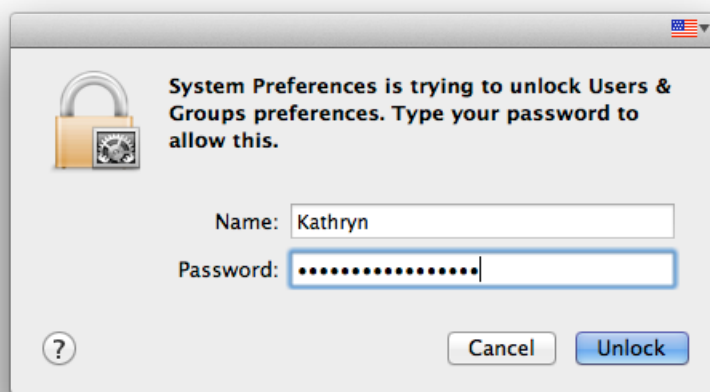 System Preferences is trying to unlock Users &
Groups preferences. Type your password to
allow this.
Name: Kathryn
Password: •••••••••••••••••
? Cancel Unlock